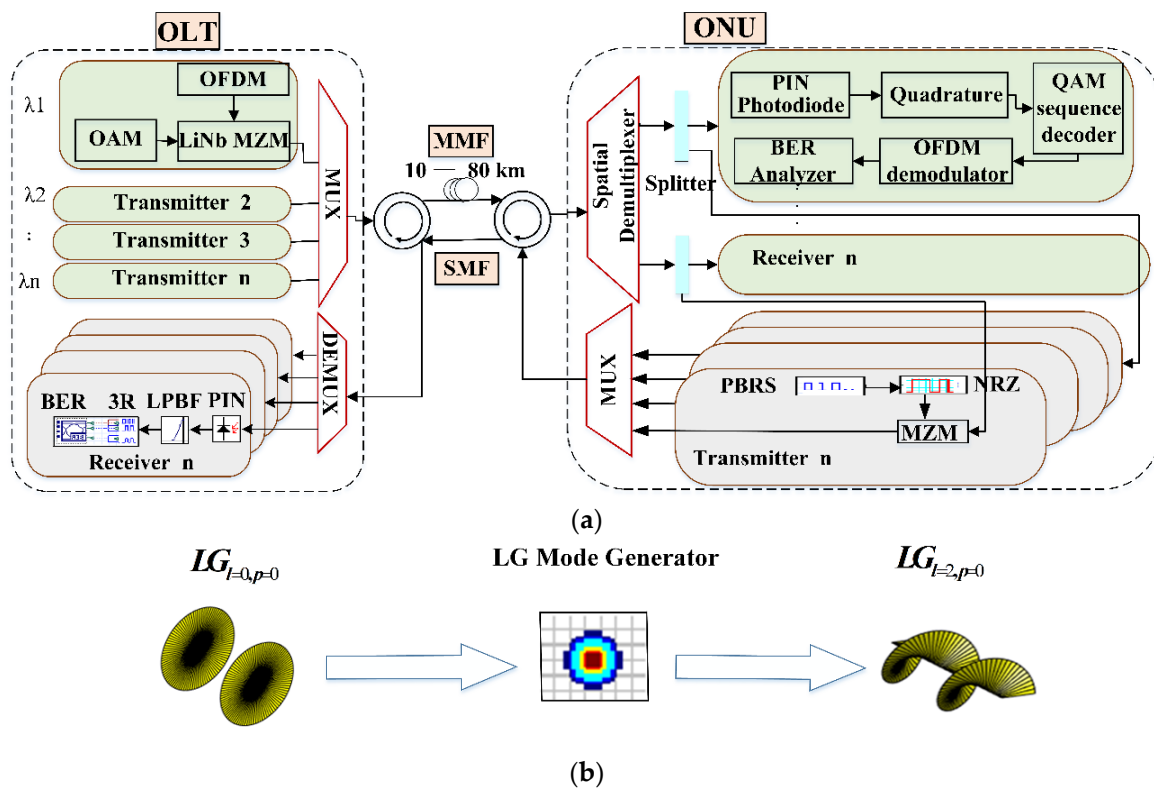 OLT
ONU
λ1
OFDM
OAM
LiNb MZM
λ2
Transmitter 2
:
Transmitter 3
λn
Transmitter n
MUX
MMF
10 — 80 km
SMF
Spatial
Demultiplexer
Splitter
PIN
Photodiode
Quadrature
QAM
sequence
decoder
BER
Analyzer
OFDM
demodulator
Receiver n
DEMUX
BER
3R
LPBF
PIN
Receiver n
MUX
PBRS
NRZ
MZM
Transmitter n
(a)
LG l=0,p=0
LG Mode Generator
LG l=2,p=0
(b)